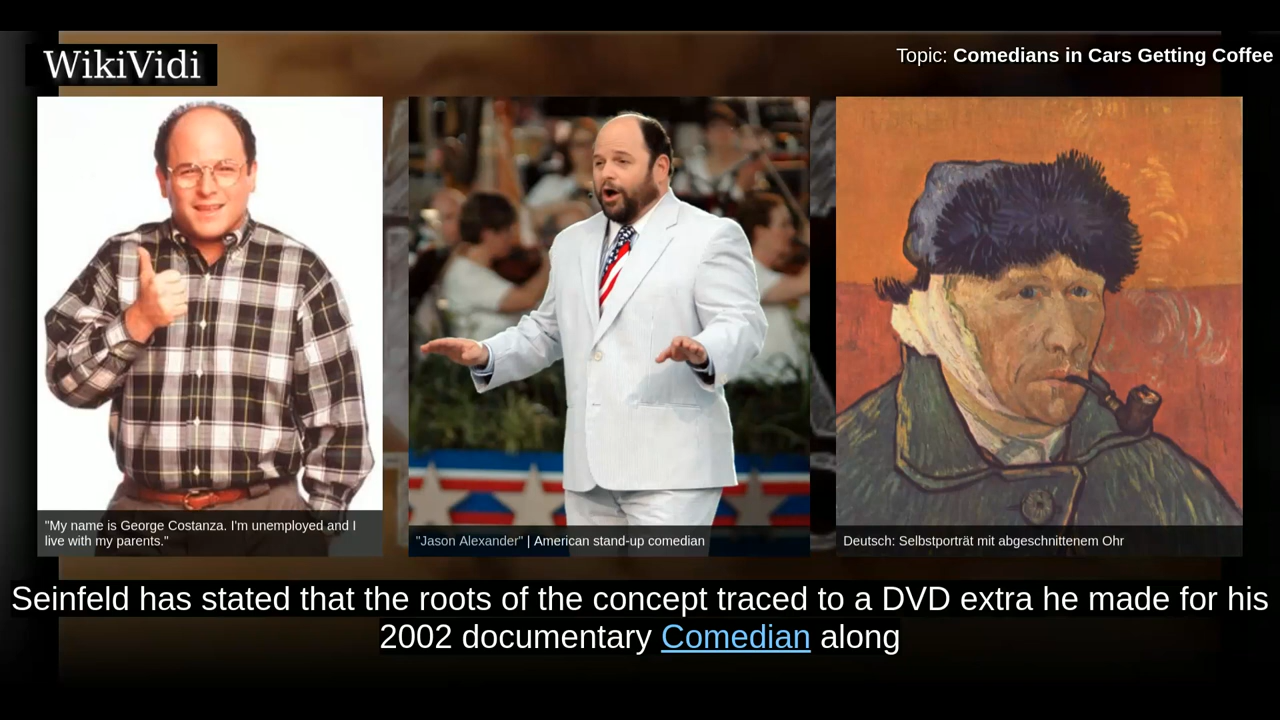 WikiVidi
Topic: Comedians in Cars Getting Coffee
"My name is George Costanza. I'm unemployed and I
live with my parents."
"Jason Alexander" | American stand-up comedian
Deutsch: Selbstporträt mit abgeschnittenem Ohr
Seinfeld has stated that the roots of the concept traced to a DVD extra he made for his
2002 documentary Comedian along